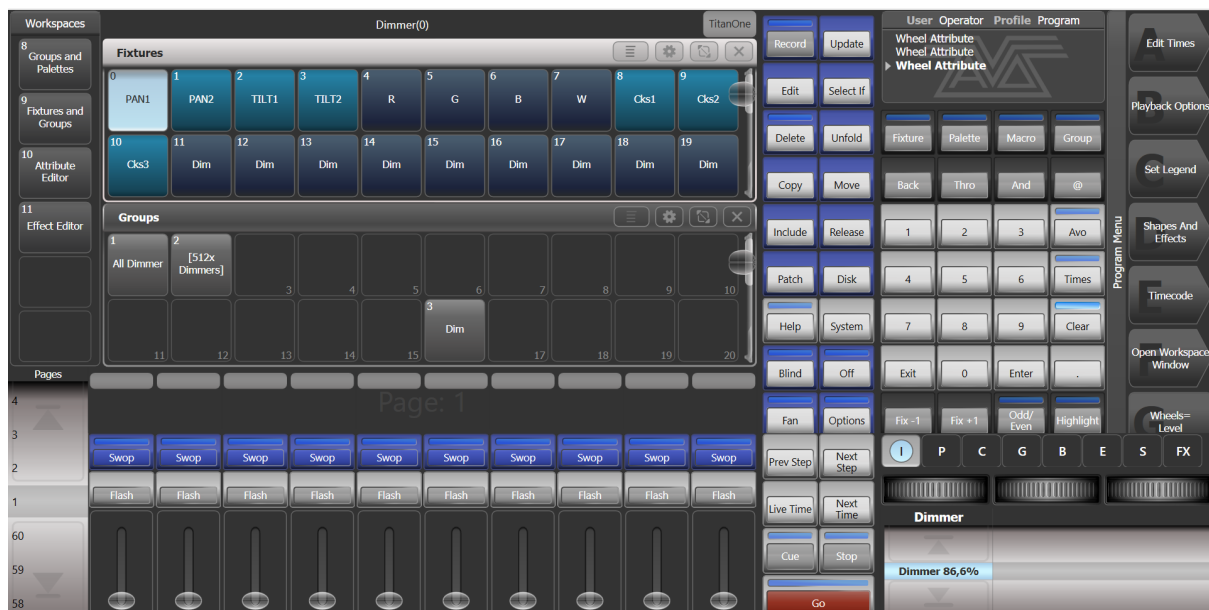 Workspaces
Dimmer(0)
TitanOne
8
Groups and
Palettes
9
Fixtures and
Groups
10
Attribute
Editor
11
Effect Editor
Fixtures
0
PAN1
1
PAN2
2
TILT1
3
TILT2
4
R
5
G
6
B
7
W
8
Cks1
9
Cks2
10
Cks3
11
Dim
12
Dim
13
Dim
14
Dim
15
Dim
16
Dim
17
Dim
18
Dim
19
Dim
Groups
1
All Dimmer
2
[512x
Dimmers]
3
4
5
6
7
8
9
10
11
12
13
14
15
3
Dim
17
18
19
20
Pages
4
3
2
1
60
59
58
Page: 1
Swop Swop Swop Swop Swop Swop Swop Swop Swop Swop
Flash Flash Flash Flash Flash Flash Flash Flash Flash Flash
Record Update
Edit Select If
Delete Unfold
Copy Move
Include Release
Patch Disk
Help System
Blind Off
Fan Options
Prev Step
Next
Step
Live Time
Next
Time
Cue Stop
Go
User Operator Profile Program
Wheel Attribute
Wheel Attribute
Wheel Attribute
Fixture Palette Macro Group
Back Thro And @
1 2 3 Avo
4 5 6 Times
7 8 9 Clear
Exit 0 Enter .
Fix -1 Fix +1
Odd/
Even
Highlight
I P C G B E S FX
Dimmer
Dimmer 86,6%
Program Menu
A
Edit Times
B
Playback Options
C
Set Legend
D
Shapes And
Effects
E
Timecode
F
Open Workspace
Window
G
Wheels=
Level